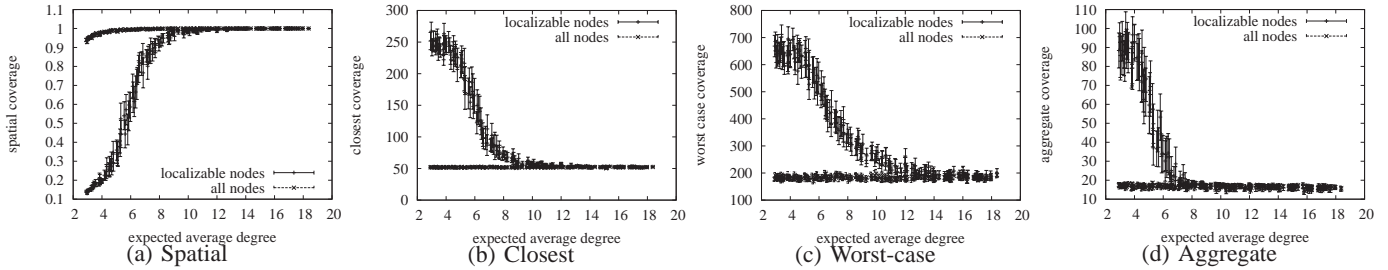 1.1
1
0.9
0.8
0.7
0.6
0.5
0.4
0.3
0.2
0.1
spatial coverage
localizable nodes
all nodes
2 4 6 8 10 12 14 16 18 20
expected average degree
(a) Spatial
300
250
200
150
100
50
0
closest coverage
localizable nodes
all nodes
2 4 6 8 10 12 14 16 18 20
expected average degree
(b) Closest
800
700
600
500
400
300
200
100
worst case coverage
localizable nodes
all nodes
2 4 6 8 10 12 14 16 18 20
expected average degree
(c) Worst-case
110
100
90
80
70
60
50
40
30
20
10
aggregate coverage
localizable nodes
all nodes
2 4 6 8 10 12 14 16 18 20
expected average degree
(d) Aggregate